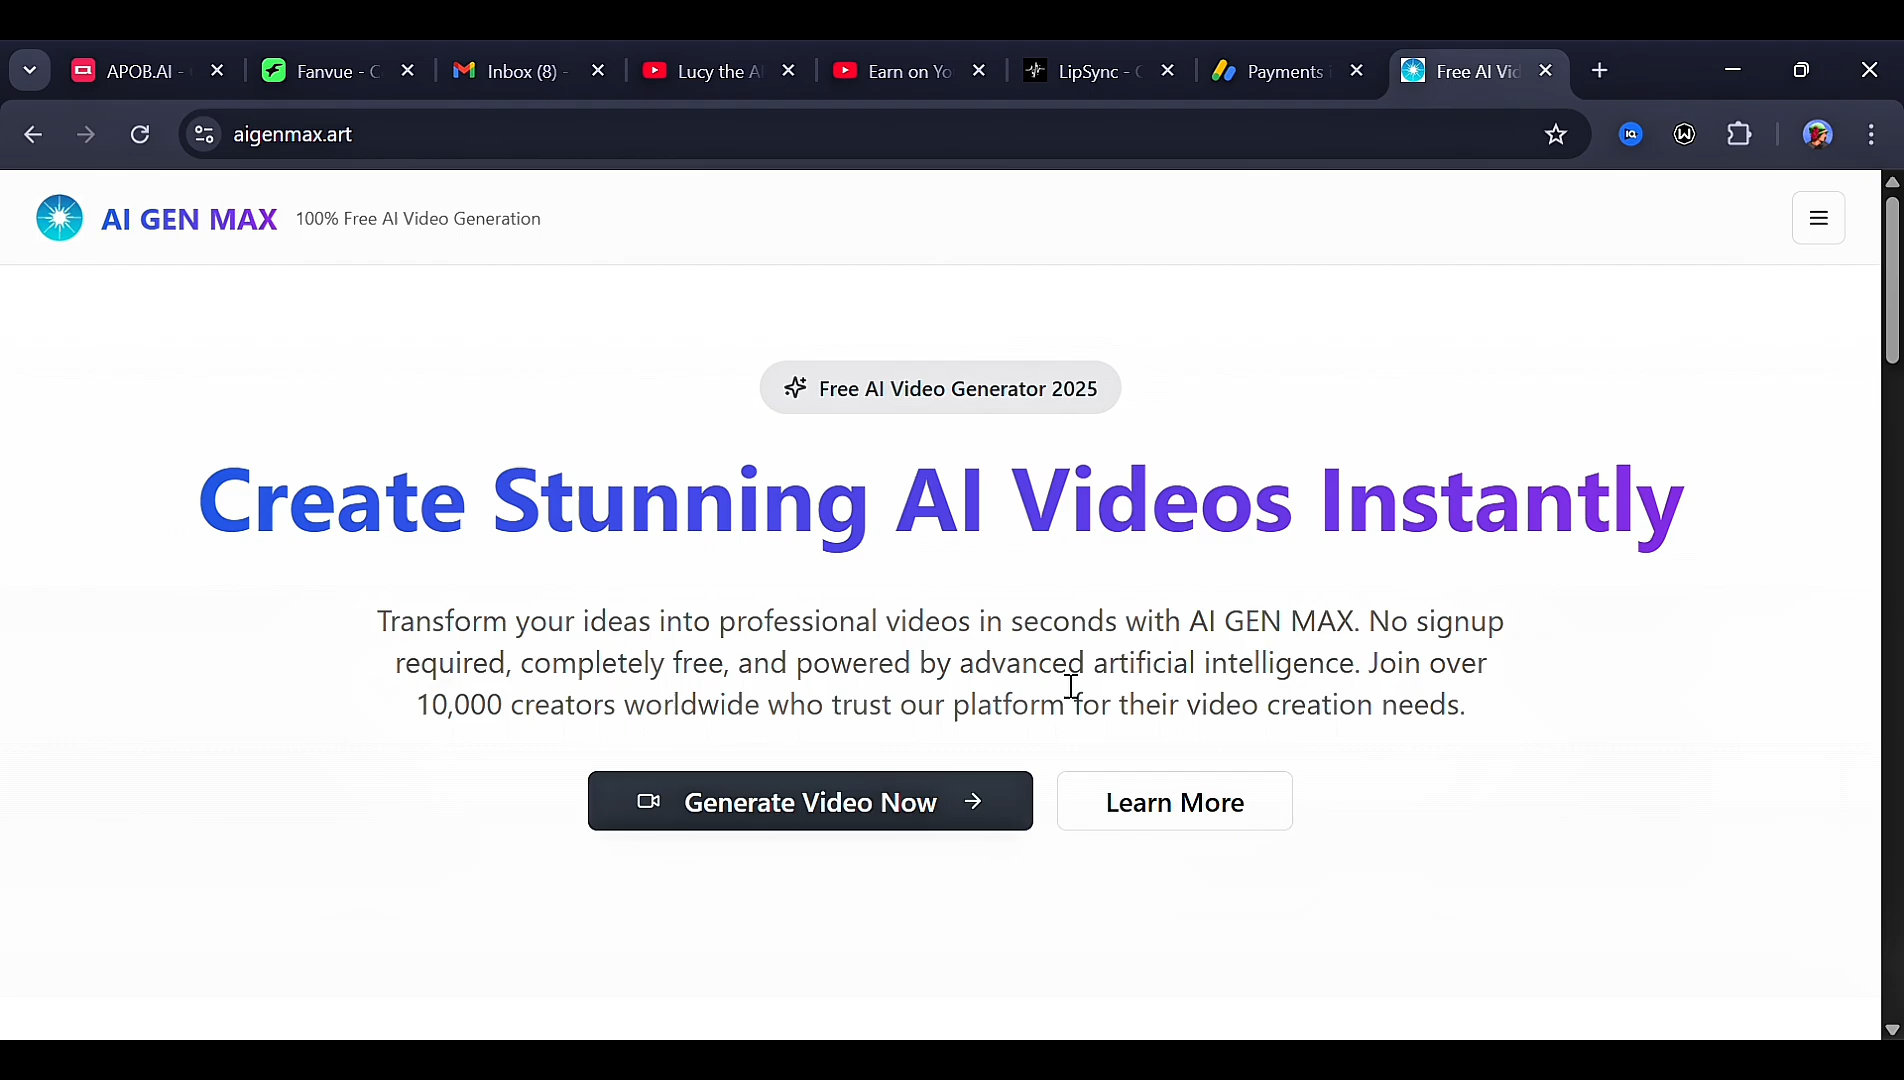 APOB.AI -
Fanvue - C
Inbox (8) -
Lucy the AI
Earn on Yo
LipSync - C
Payments i
Free AI Vid
aigenmax.art
AI GEN MAX 100% Free AI Video Generation
Free AI Video Generator 2025
Create Stunning AI Videos Instantly
Transform your ideas into professional videos in seconds with AI GEN MAX. No signup
required, completely free, and powered by advanced artificial intelligence. Join over
10,000 creators worldwide who trust our platform for their video creation needs.
Generate Video Now
Learn More